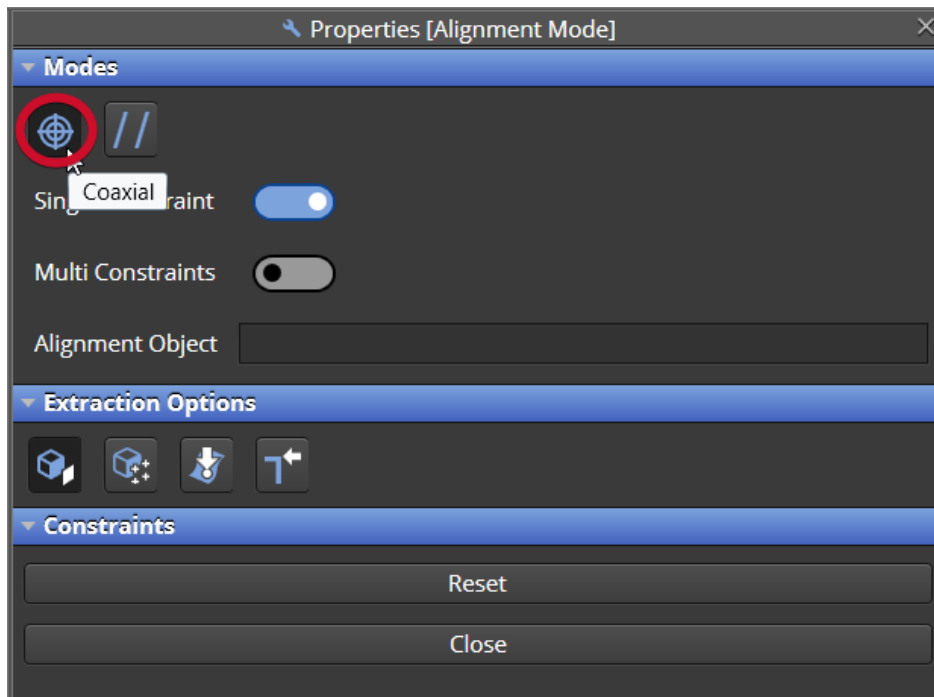 Properties [Alignment Mode]
Modes
Coaxial
Sing raint
Multi Constraints
Alignment Object
Extraction Options
Constraints
Reset
Close